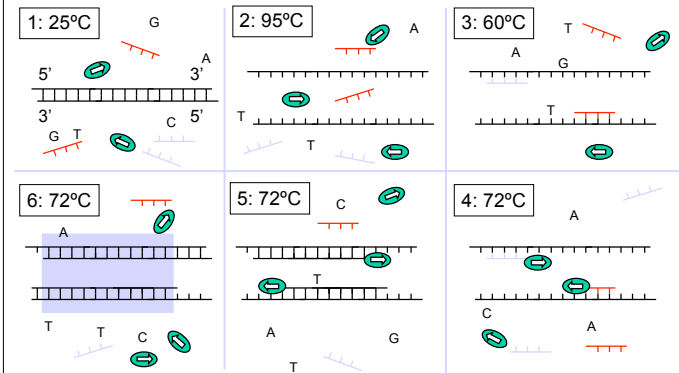 1: 25ºC
G
A
5’ 3’
3’ 5’
G T C
2: 95ºC
A
T
T
3: 60ºC
T
A
G
T
6: 72ºC
A
T T C
5: 72ºC
C
T
A G
T
4: 72ºC
A
C
A